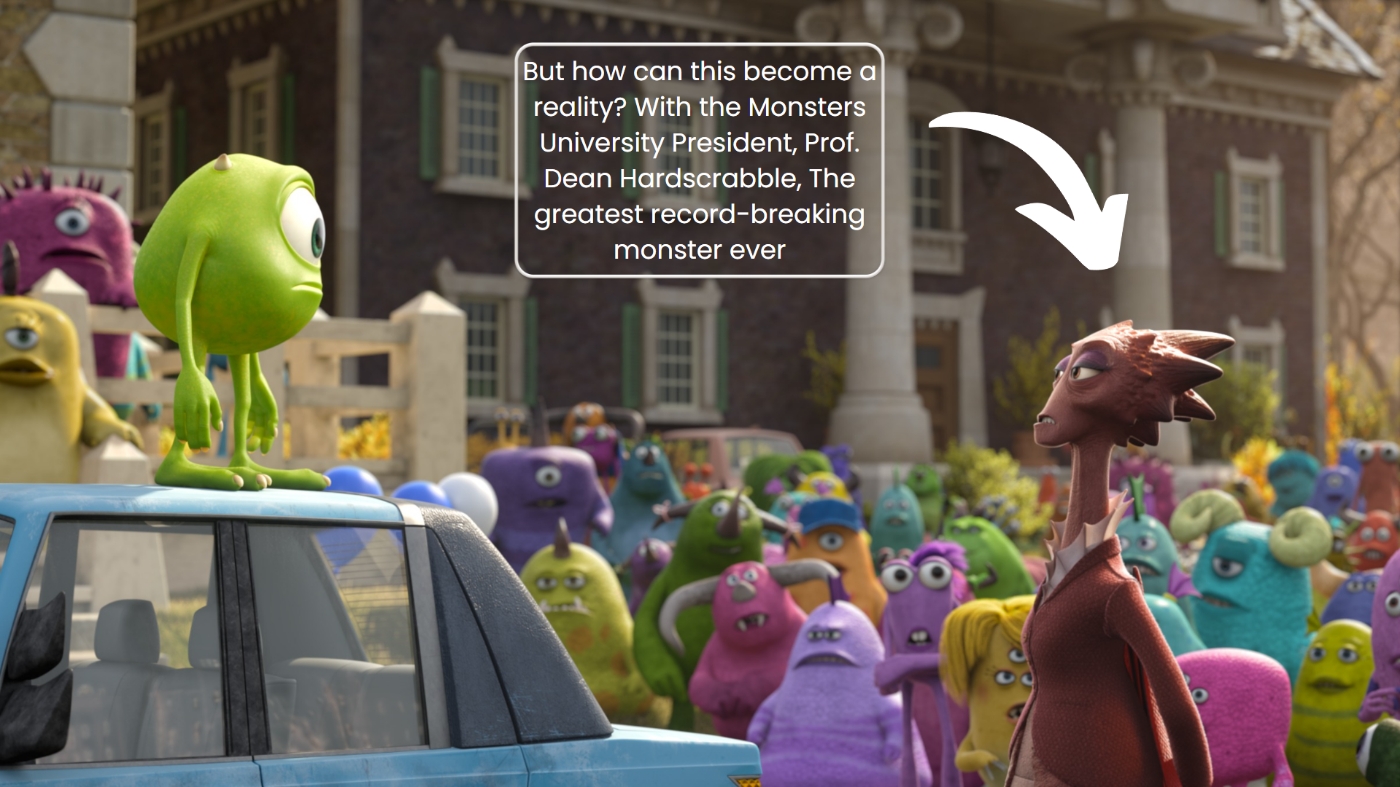 But how can this become a
reality? With the Monsters
University President, Prof.
Dean Hardscrabble, The
greatest record-breaking
monster ever